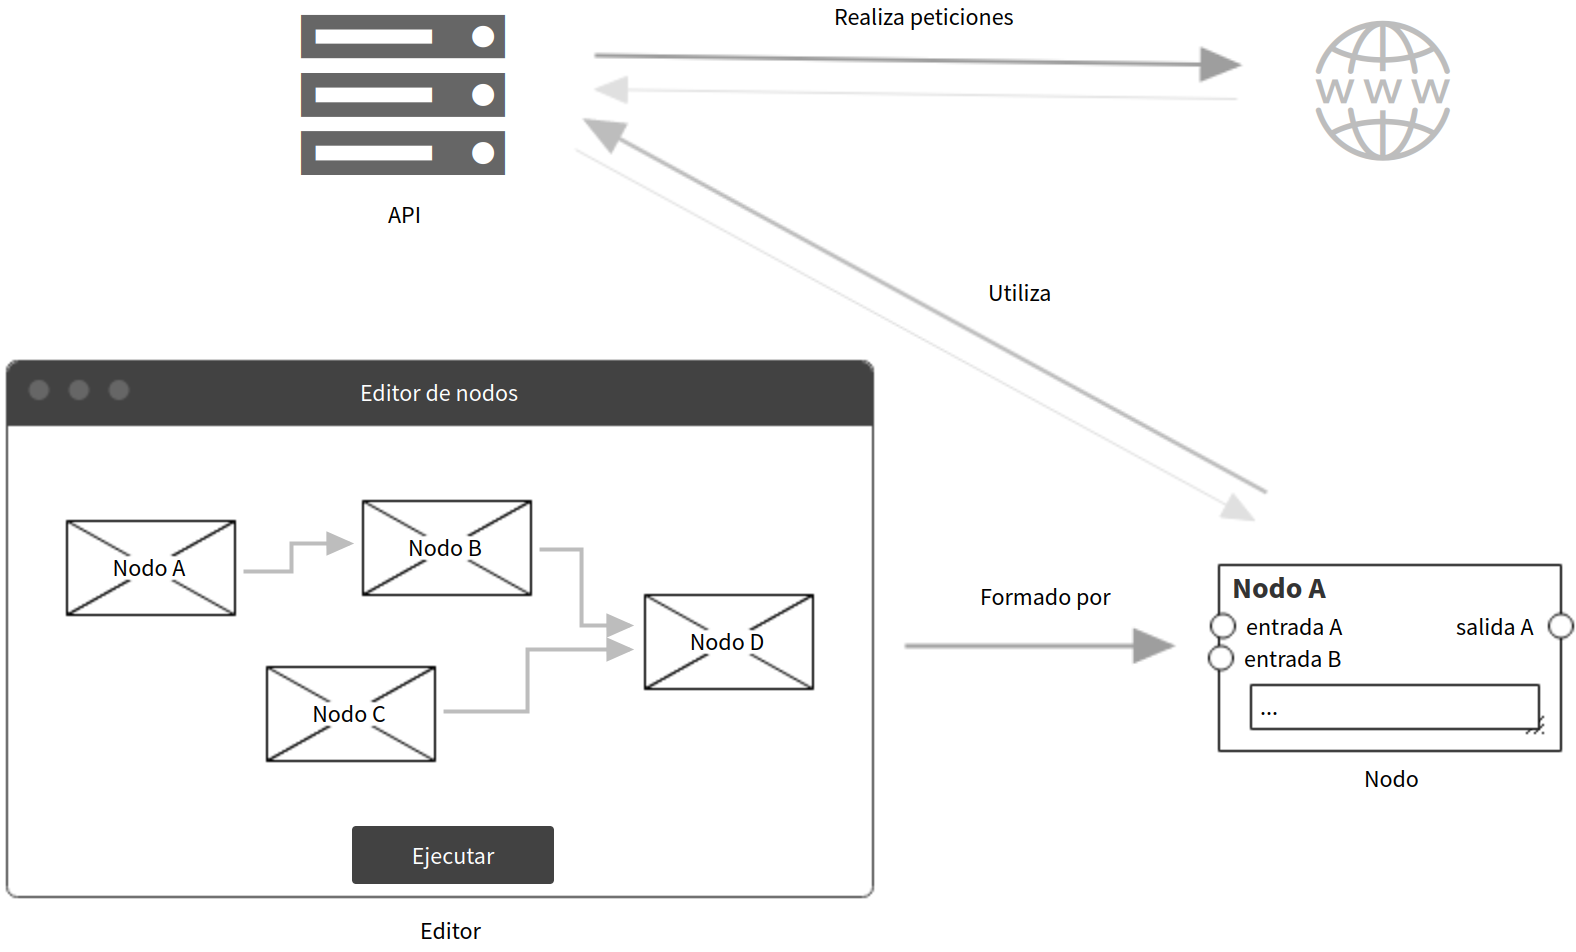 Realiza peticiones
W W W
API
Utiliza
Editor de nodos
Nodo A
Nodo B
Nodo C
Nodo D
Ejecutar
Editor
Formado por
Nodo A
entrada A
salida A
entrada B
...
Nodo